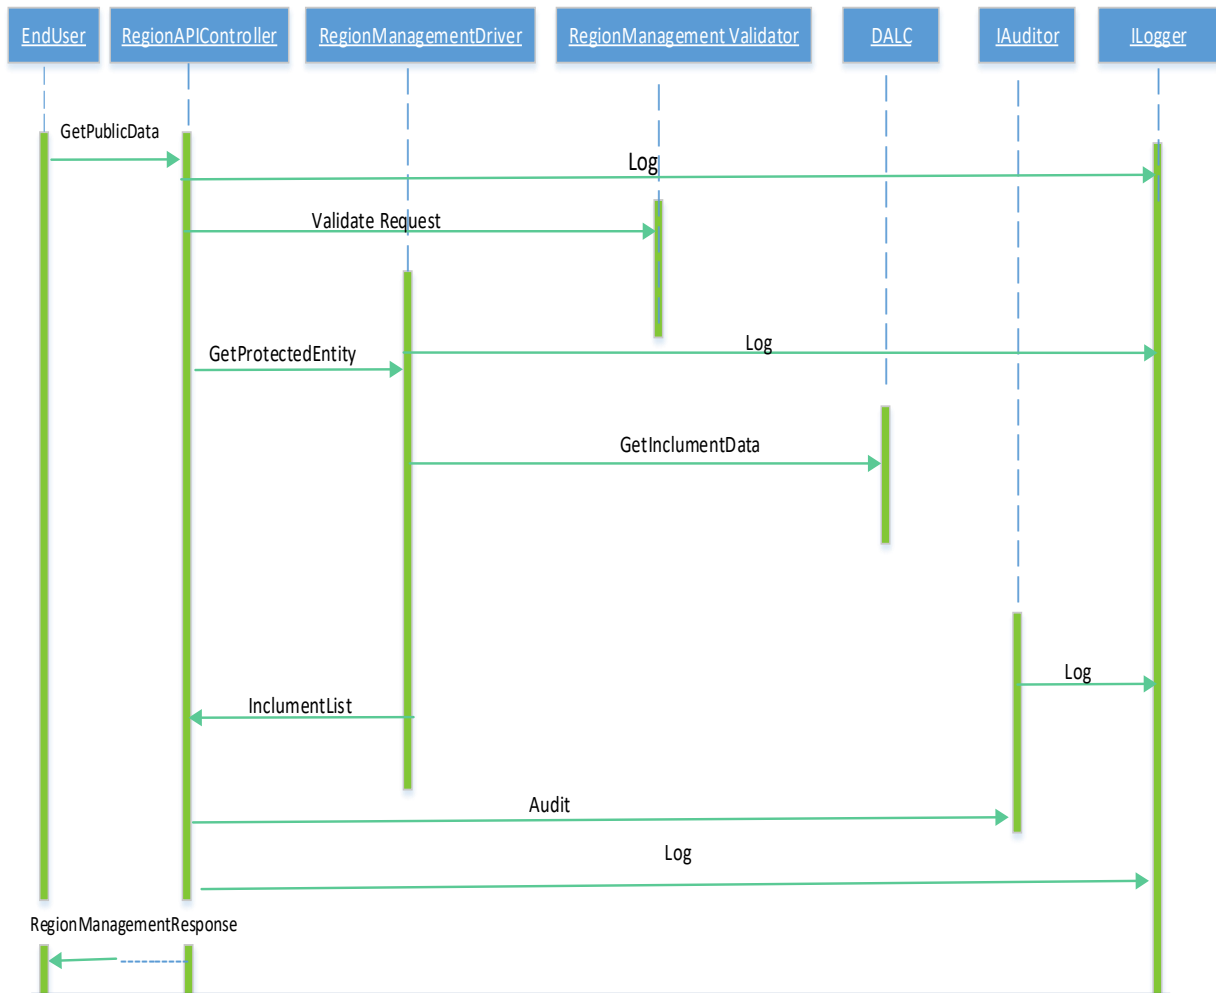 EndUser
RegionAPIController
RegionManagementDriver
RegionManagement Validator
DALC
IAuditor
ILogger
GetPublicData
Log
Validate Request
Log
GetProtectedEntity
GetInclumentData
Log
InclumentList
Audit
Log
RegionManagementResponse